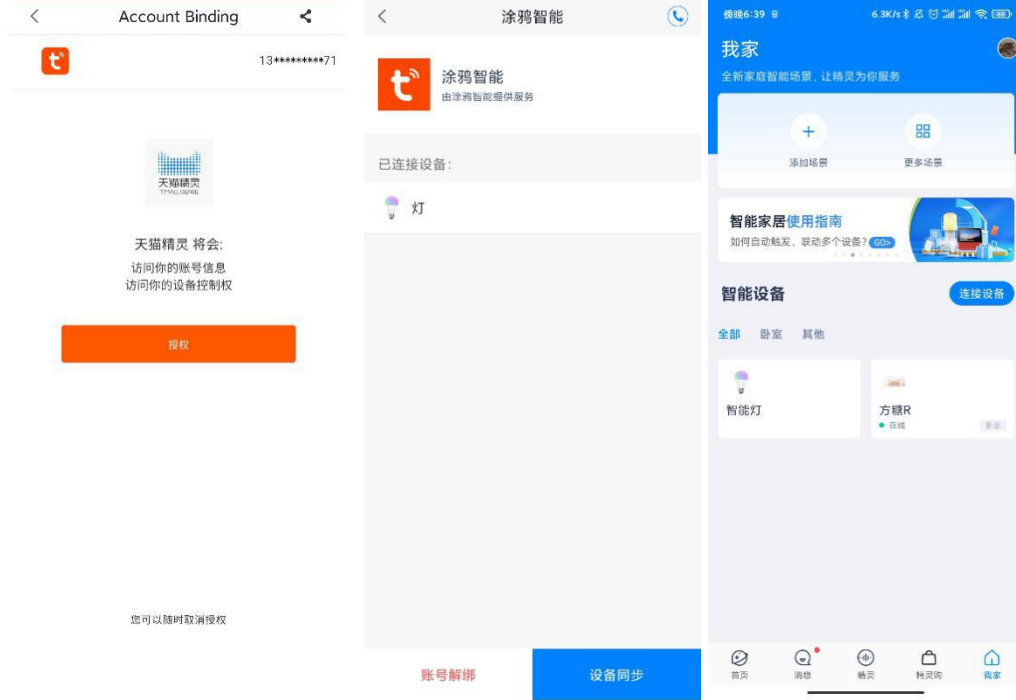 Account Binding
13*********71
天猫精灵
TMALL GENIE
天猫精灵 将会:
访问你的账号信息
访问你的设备控制权
授权
您可以随时取消授权
涂鸦智能
涂鸦智能
由涂鸦智能提供服务
已连接设备:
灯
账号解绑
设备同步
傍晚6:39
6.3K/s
我家
全新家庭智能场景, 让精灵为你服务
添加场景
更多场景
智能家居使用指南
如何自动触发、联动多个设备? GO>
智能设备
连接设备
全部 卧室 其他
智能灯
方糖R
在线
卧室
首页 消息 精灵 精灵购 我家